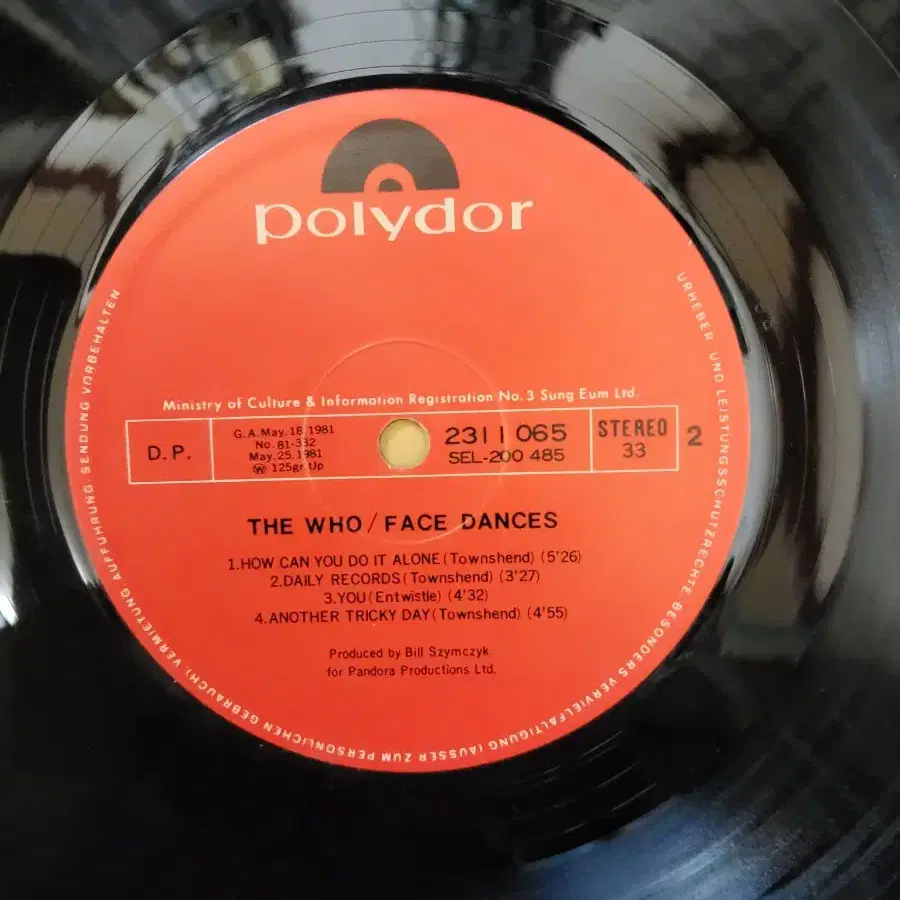 polydor
Ministry of Culture & Information Registration No. 3 Sung Eum Ltd.
D.P.
G.A.May.18.1981
No. 81-332
May.25.1981
Ⓦ 125gr.Up
2311 065
SEL-200 485
STEREO
33
2
THE WHO/FACE DANCES
1.HOW CAN YOU DO IT ALONE(Townshend) (5'26)
2.DAILY RECORDS(Townshend) (3'27)
3.YOU(Entwistle) (4'32)
4.ANOTHER TRICKY DAY(Townshend) (4'55)
Produced by Bill Szymczyk
for Pandora Productions Ltd.
URHEBER UND LEISTUNGSSCHUTZRECHTE, BESONDERS VERVIELFÄLTIGUNG (AUSSER ZUM PERSÖNLICHEN GEBRAUCH), VERMIETUNG, AUFFÜHRUNG, SENDUNG VORBEHALTEN